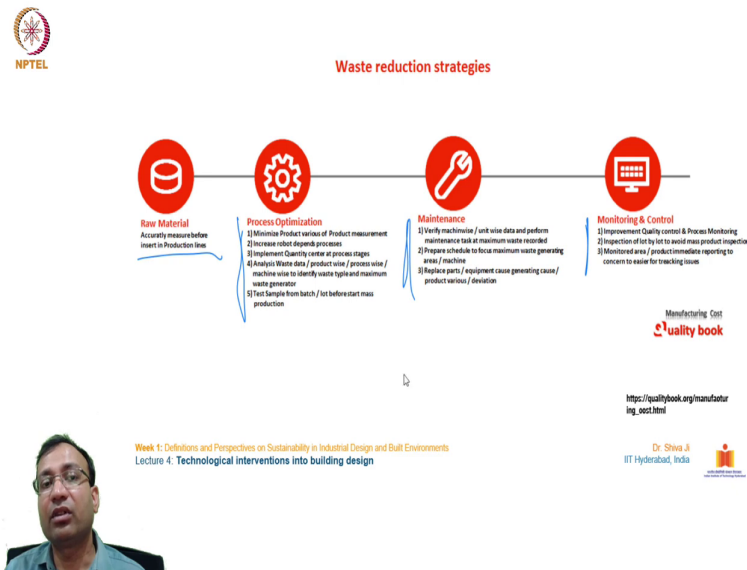 NPTEL
Waste reduction strategies
Raw Material
Accuratly measure before
insert in Production lines
Process Optimization
1) Minimize Product various of Product measurement
2) Increase robot depends processes
3) Implement Quantity center at process stages
4) Analysis Waste data / product wise / process wise /
machine wise to identify waste typle and maximum
waste generator
5) Test Sample from batch / lot before start mass
production
Maintenance
1) Verify machinwise / unit wise data and perform
maintenance task at maximum waste recorded
2) Prepare schedule to focus maximum waste generating
areas / machine
3) Replace parts / equipment cause generating cause /
product various / deviation
Monitoring & Control
1) Improvement Quality control & Process Monitoring
2) Inspection of lot by lot to avoid mass product inspection
3) Monitored area / product immediate reporting to
concern to easier for treacking issues
Manufacturing Cost
Quality book
https://qualitybook.org/manufaotur
ing_oost.html
Week 1: Definitions and Perspectives on Sustainability in Industrial Design and Built Environments
Lecture 4: Technological interventions into building design
Dr. Shiva Ji
IIT Hyderabad, India